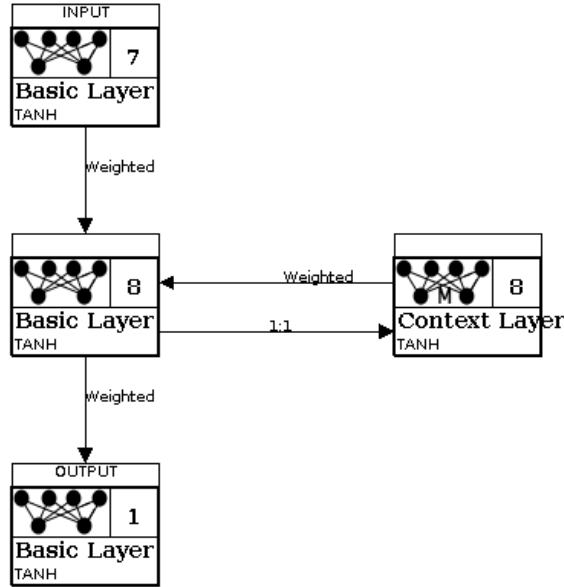 INPUT
7
Basic Layer
TANH
Weighted
8
Basic Layer
TANH
Weighted
1:1
M
8
Context Layer
TANH
Weighted
OUTPUT
1
Basic Layer
TANH